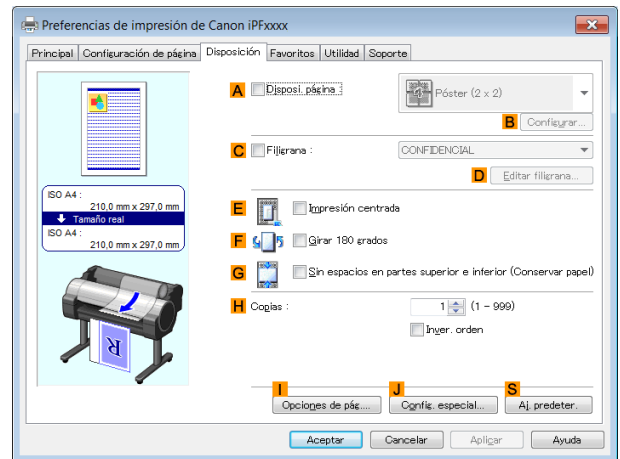 Preferencias de impresión de Canon iPFxxxx
Principal Configuración de página Disposición Favoritos Utilidad Soporte
A Disposi. página : Póster (2 x 2)
B Configurar...
C Filigrana : CONFIDENCIAL
D Editar filigrana...
ISO A4 :
210,0 mm x 297,0 mm
Tamaño real
ISO A4 :
210,0 mm x 297,0 mm
E Impresión centrada
F Girar 180 grados
G Sin espacios en partes superior e inferior (Conservar papel)
H Copias : 1 (1 - 999)
Inver. orden
R
I J S
Opciones de pág.... Config. especial... Aj. predeter.
Aceptar Cancelar Aplicar Ayuda